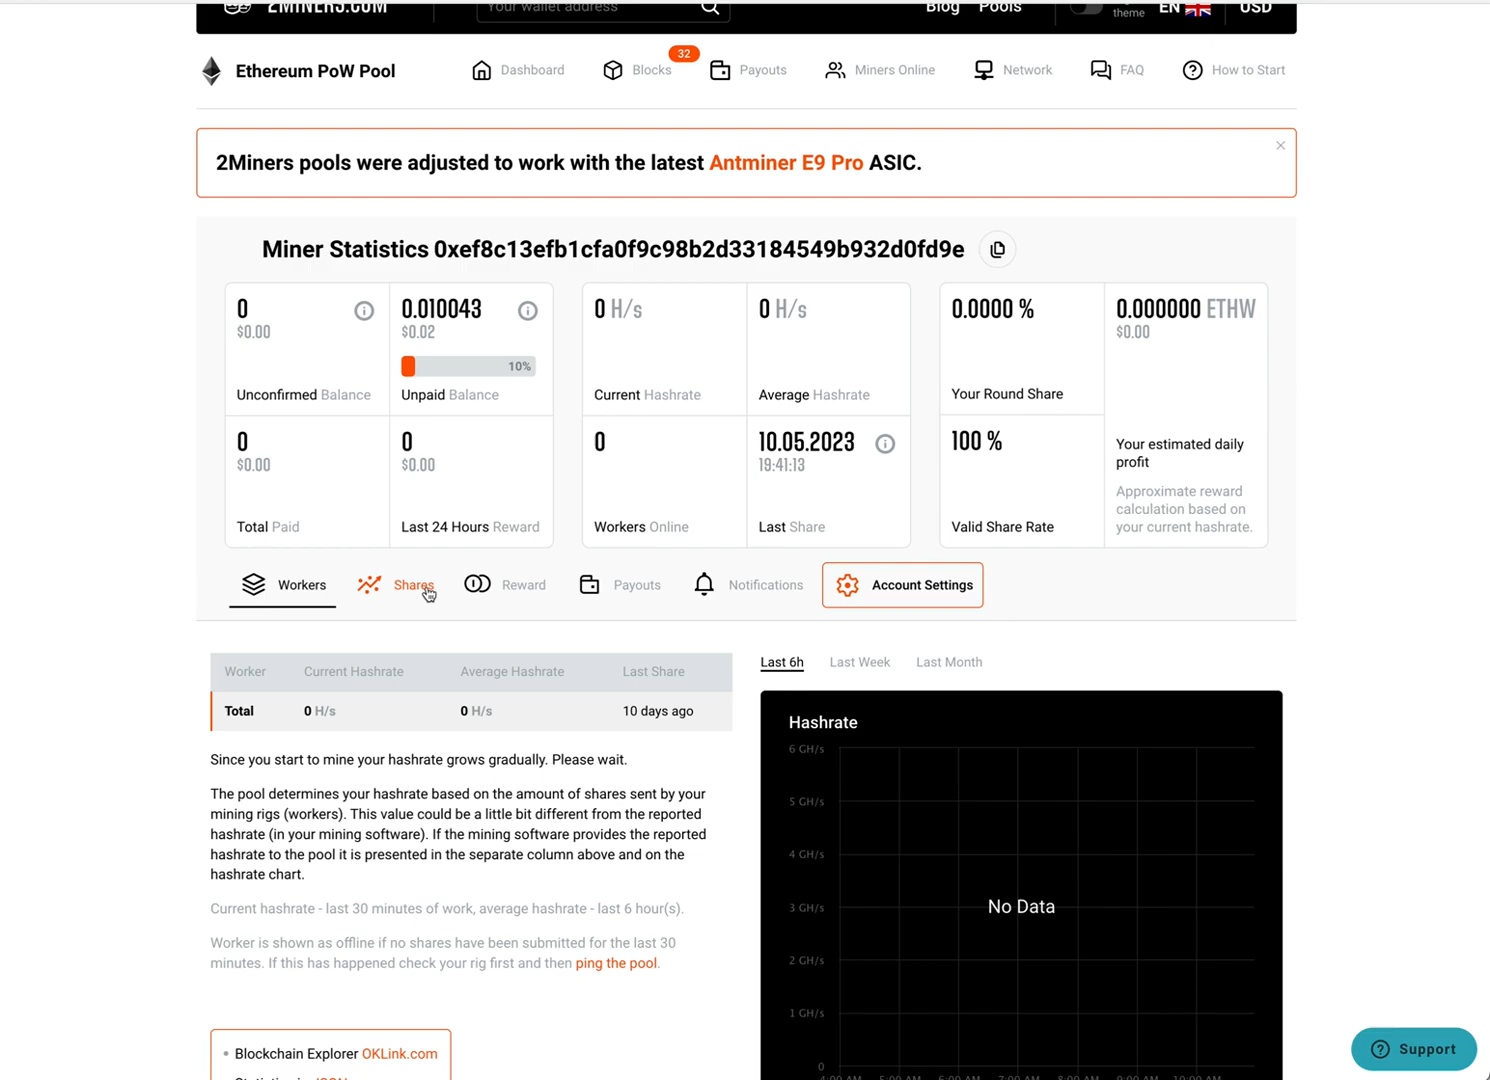 2MINERS.COM
Your wallet address
Blog Pools
theme
EN
USD
Ethereum PoW Pool
Dashboard
Blocks
32
Payouts
Miners Online
Network
FAQ
How to Start
2Miners pools were adjusted to work with the latest Antminer E9 Pro ASIC.
Miner Statistics 0xef8c13efb1cfa0f9c98b2d33184549b932d0fd9e
0
$0.00
Unconfirmed Balance
0.010043
$0.02
10%
Unpaid Balance
0
$0.00
Total Paid
0
$0.00
Last 24 Hours Reward
0 H/s
Current Hashrate
0 H/s
Average Hashrate
0
Workers Online
10.05.2023
19:41:13
Last Share
0.0000 %
Your Round Share
100 %
Valid Share Rate
0.000000 ETHW
$0.00
Your estimated daily
profit
Approximate reward
calculation based on
your current hashrate.
Workers
Shares
Reward
Payouts
Notifications
Account Settings
Worker Current Hashrate Average Hashrate Last Share
Total 0 H/s 0 H/s 10 days ago
Since you start to mine your hashrate grows gradually. Please wait.
The pool determines your hashrate based on the amount of shares sent by your
mining rigs (workers). This value could be a little bit different from the reported
hashrate (in your mining software). If the mining software provides the reported
hashrate to the pool it is presented in the separate column above and on the
hashrate chart.
Current hashrate - last 30 minutes of work, average hashrate - last 6 hour(s).
Worker is shown as offline if no shares have been submitted for the last 30
minutes. If this has happened check your rig first and then ping the pool.
Blockchain Explorer OKLink.com
Last 6h Last Week Last Month
Hashrate
6 GH/s
5 GH/s
4 GH/s
3 GH/s
No Data
2 GH/s
1 GH/s
0
Support